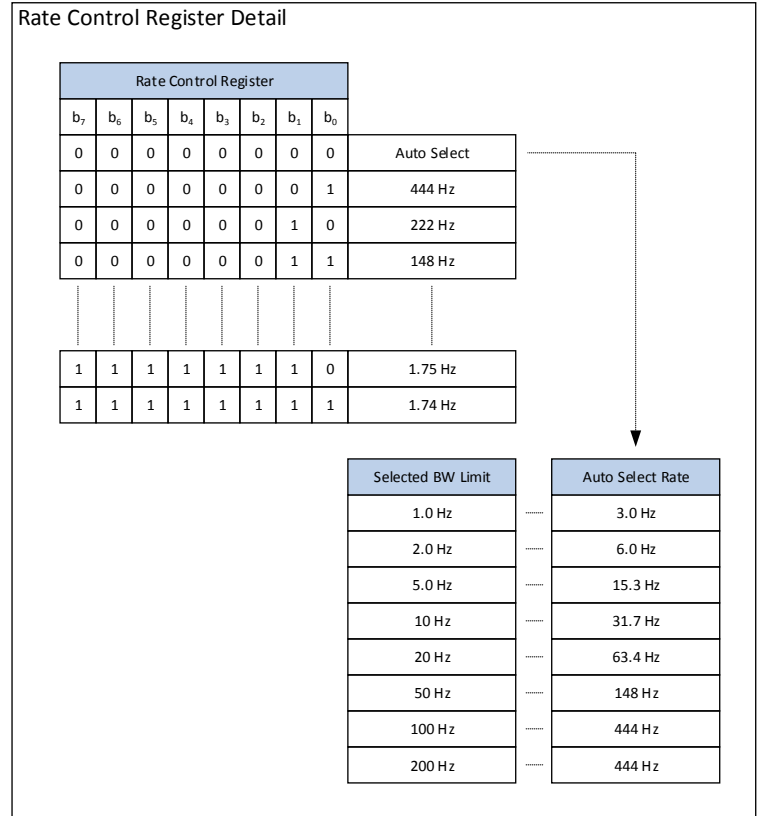 Rate Control Register Detail
Rate Control Register
b7 b6 b5 b4 b3 b2 b1 b0
0 0 0 0 0 0 0 0 Auto Select
0 0 0 0 0 0 0 1 444 Hz
0 0 0 0 0 0 1 0 222 Hz
0 0 0 0 0 0 1 1 148 Hz
1 1 1 1 1 1 1 0 1.75 Hz
1 1 1 1 1 1 1 1 1.74 Hz
Selected BW Limit Auto Select Rate
1.0 Hz 3.0 Hz
2.0 Hz 6.0 Hz
5.0 Hz 15.3 Hz
10 Hz 31.7 Hz
20 Hz 63.4 Hz
50 Hz 148 Hz
100 Hz 444 Hz
200 Hz 444 Hz